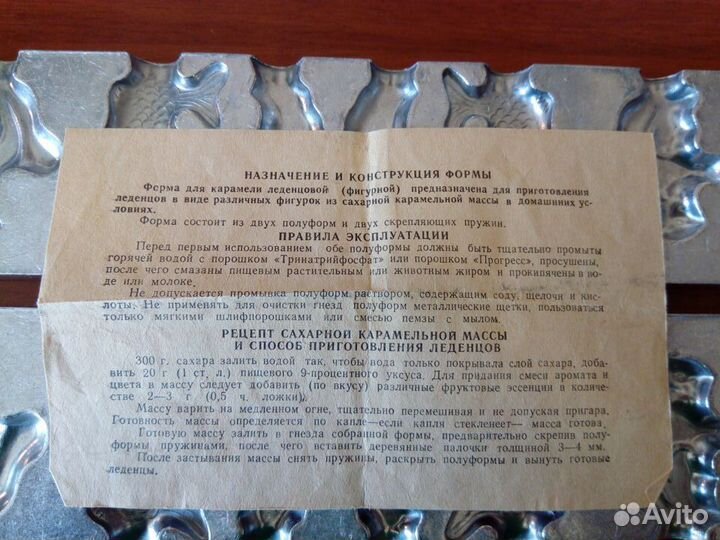 НАЗНАЧЕНИЕ И КОНСТРУКЦИЯ ФОРМЫ
Форма для карамели леденцовой (фигурной) предназначена для приготовления
леденцов в виде различных фигурок из сахарной карамельной массы в домашних ус-
ловиях.
Форма состоит из двух полуформ и двух скрепляющих пружин.
ПРАВИЛА ЭКСПЛУАТАЦИИ
Перед первым использованием обе полуформы должны быть тщательно промыты
горячей водой с порошком «Тринатрийфосфат» или порошком «Прогресс», просушены,
после чего смазаны пищевым растительным или животным жиром и прокипячены в во-
де или молоке.
Не допускается промывка полуформ раствором, содержащим соду, щелочи и кис-
лоты. Не применять для очистки гнезд полуформ металлические щетки, пользоваться
только мягкими шлифпорошками или смесью пемзы с мылом.
РЕЦЕПТ САХАРНОЙ КАРАМЕЛЬНОЙ МАССЫ
И СПОСОБ ПРИГОТОВЛЕНИЯ ЛЕДЕНЦОВ
300 г. сахара залить водой так, чтобы вода только покрывала слой сахара, доба-
вить 20 г (1 ст, л.) пищевого 9-процентного уксуса. Для придания смеси аромата и
цвета в массу следует добавить (по вкусу) различные фруктовые эссенции в количе-
стве 2—3 г (0,5 ч. ложки).
Массу варить на медленном огне, тщательно перемешивая и не допуская пригара.
Готовность массы определяется по капле—если капля стекленеет— масса готова.
Готовую массу залить в гнезда собранной формы, предварительно скрепив полу-
формы пружинами, после чего вставить деревянные палочки толщиной 3—4 мм.
После застывания массы снять пружины, раскрыть полуформы и вынуть готовые
леденцы.
Avito